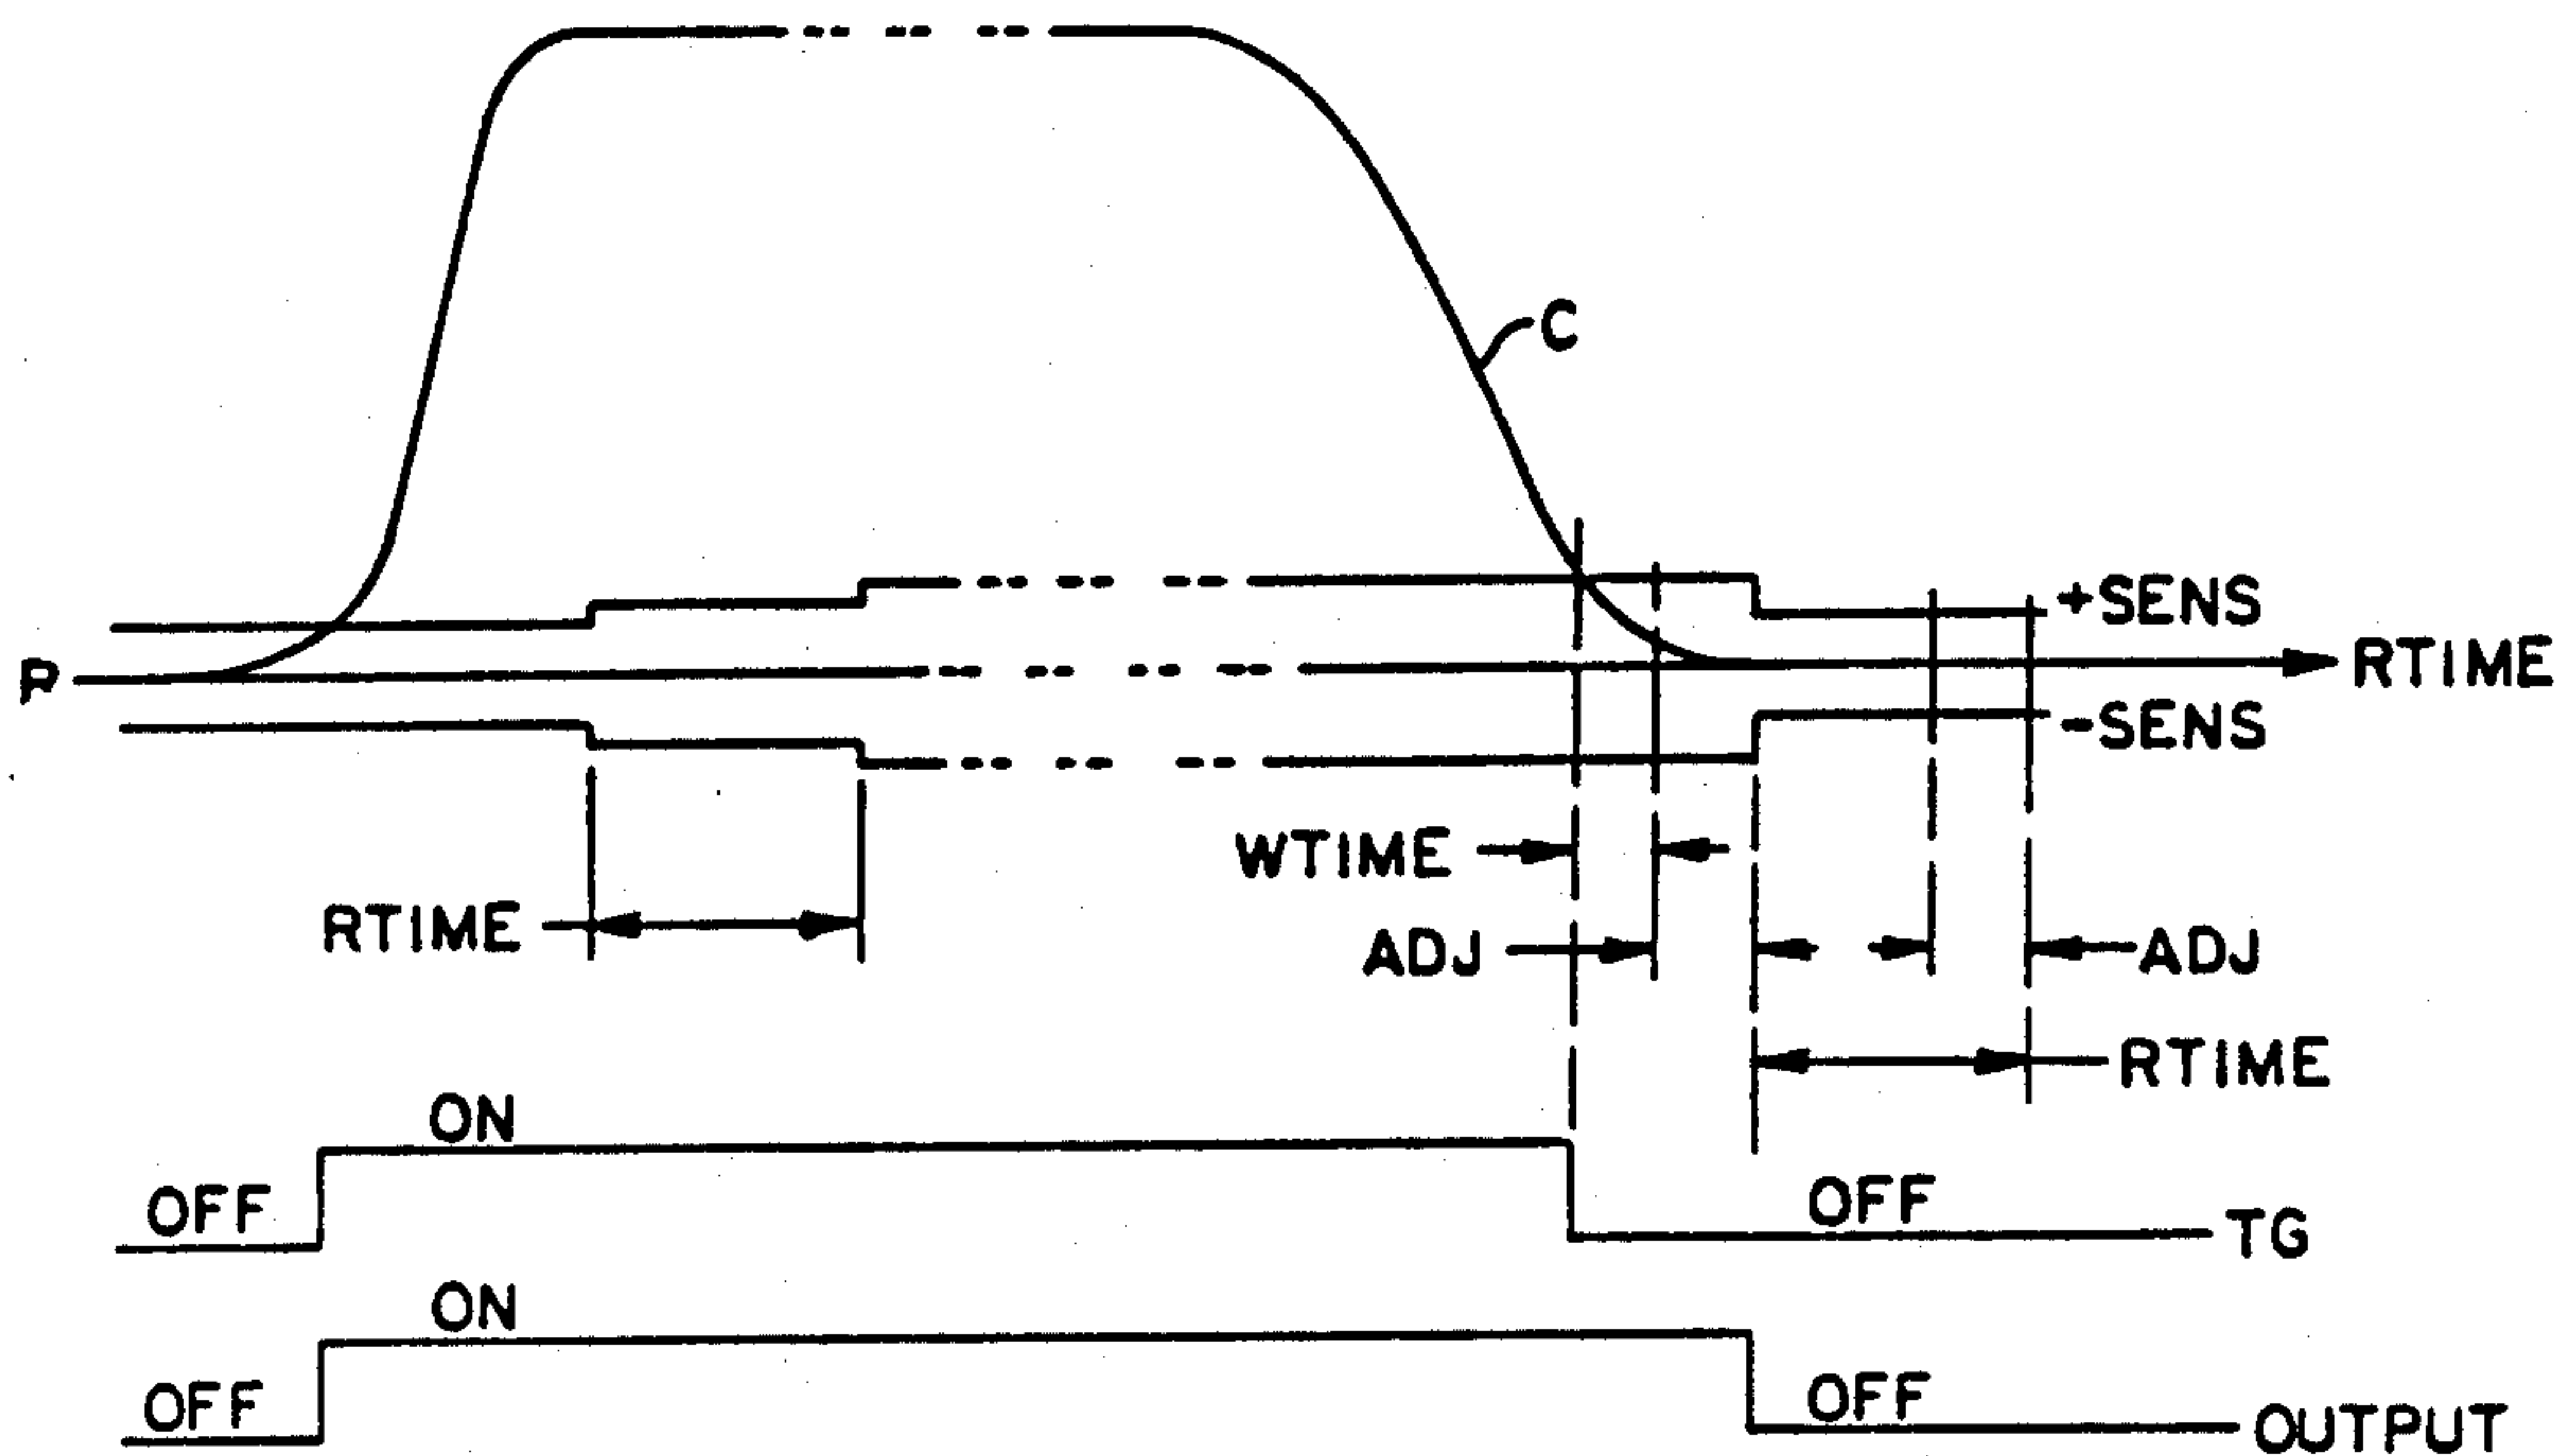 C
+SENS
R
RTIME
-SENS
WTIME
RTIME
ADJ
ADJ
RTIME
ON
OFF
OFF
TG
ON
OFF
OFF
OUTPUT